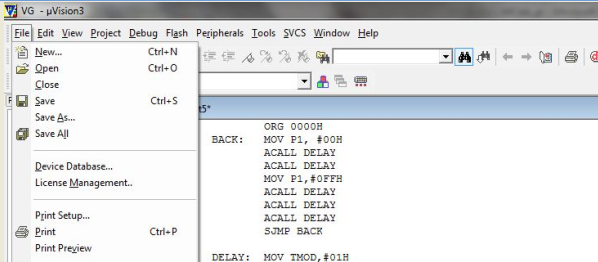 VG - µVision3
File Edit View Project Debug Flash Peripherals Tools SVCS Window Help
New... Ctrl+N
Open Ctrl+O
Close
Save Ctrl+S
Save As...
Save All
Device Database...
License Management..
Print Setup...
Print Ctrl+P
Print Preview
t5*
ORG 0000H
BACK: MOV P1, #00H
ACALL DELAY
ACALL DELAY
MOV P1,#0FFH
ACALL DELAY
ACALL DELAY
ACALL DELAY
SJMP BACK
DELAY: MOV TMOD,#01H